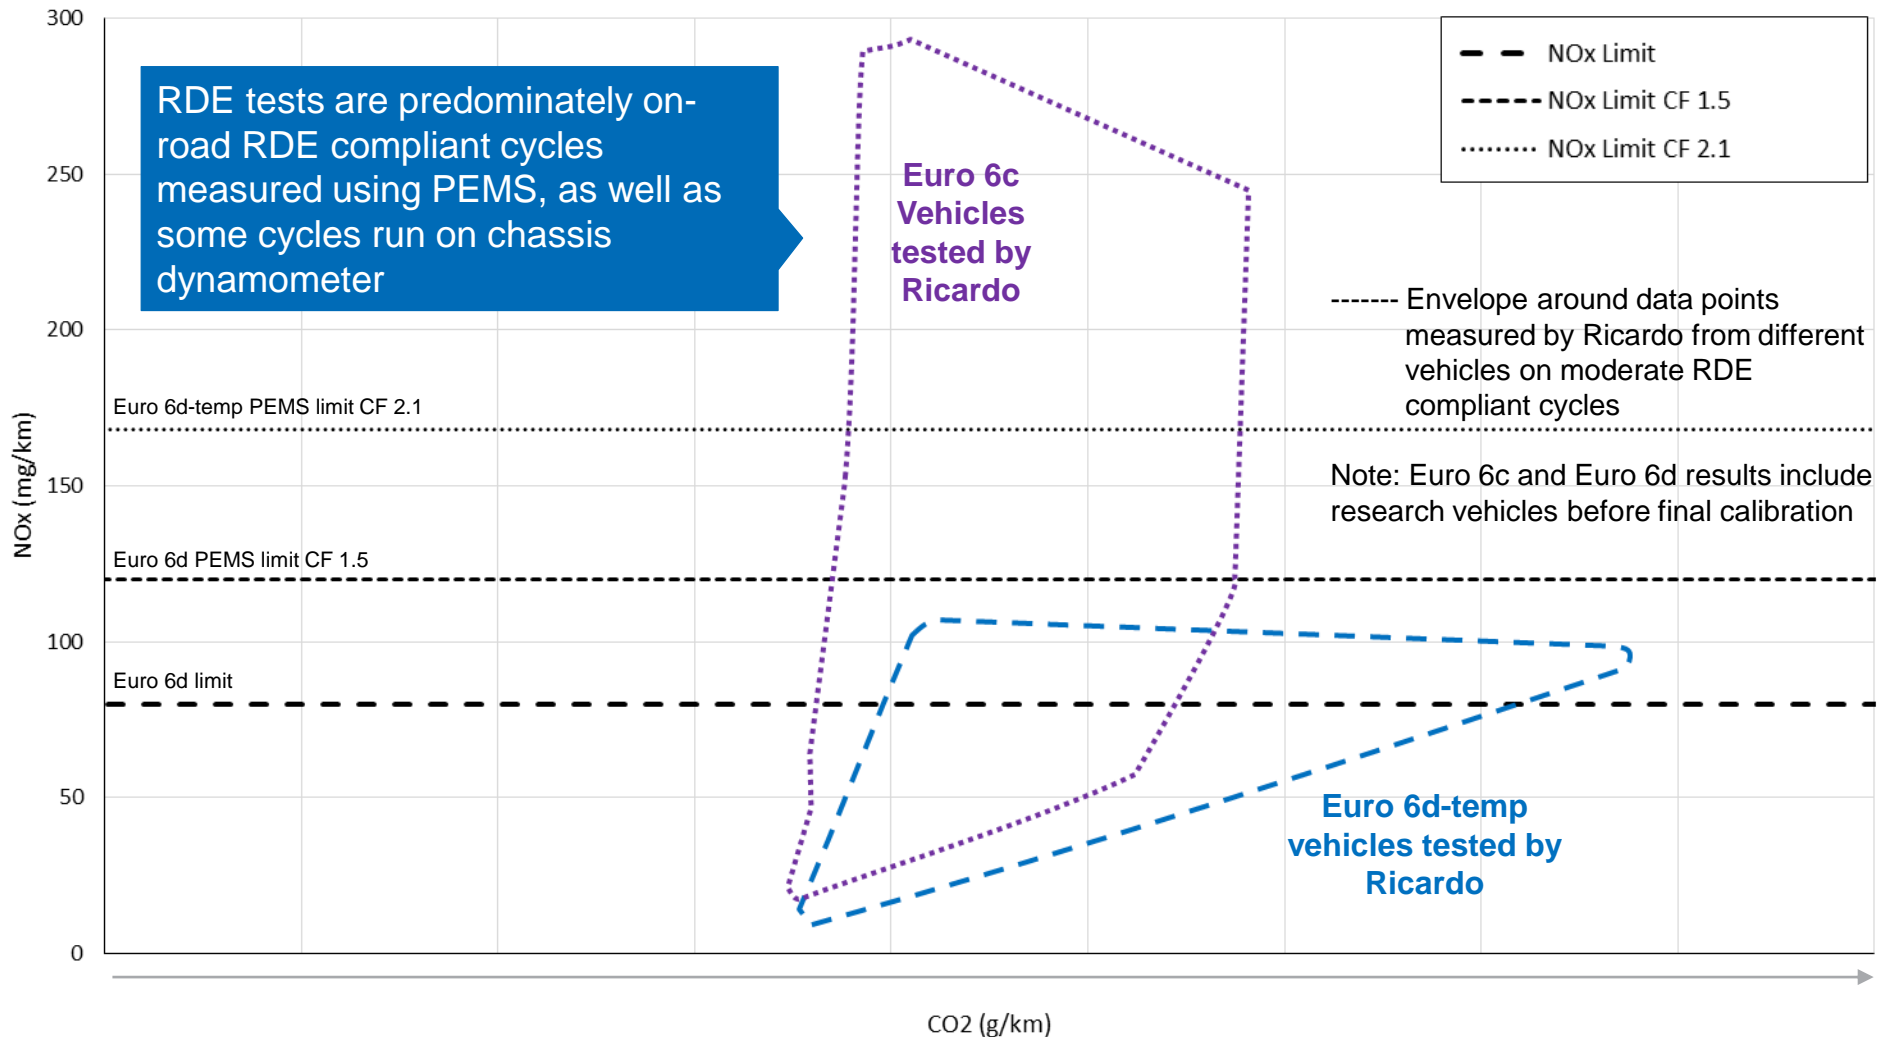 300
250
200
150
100
50
0
NOx (mg/km)
CO2 (g/km)
RDE tests are predominately on-
road RDE compliant cycles
measured using PEMS, as well as
some cycles run on chassis
dynamometer
Euro 6c
Vehicles
tested by
Ricardo
NOx Limit
NOx Limit CF 1.5
NOx Limit CF 2.1
------- Envelope around data points
measured by Ricardo from different
vehicles on moderate RDE
compliant cycles
Euro 6d-temp PEMS limit CF 2.1
Note: Euro 6c and Euro 6d results include
research vehicles before final calibration
Euro 6d PEMS limit CF 1.5
Euro 6d limit
Euro 6d-temp
vehicles tested by
Ricardo